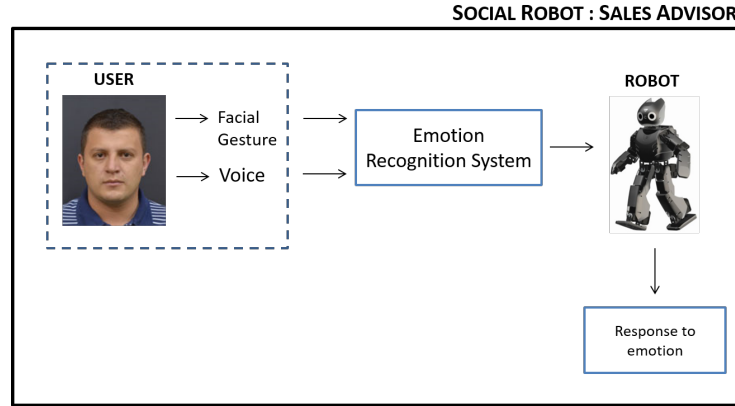 SOCIAL ROBOT : SALES ADVISOR
USER
Facial
Gesture
Voice
Emotion
Recognition System
ROBOT
Response to
emotion